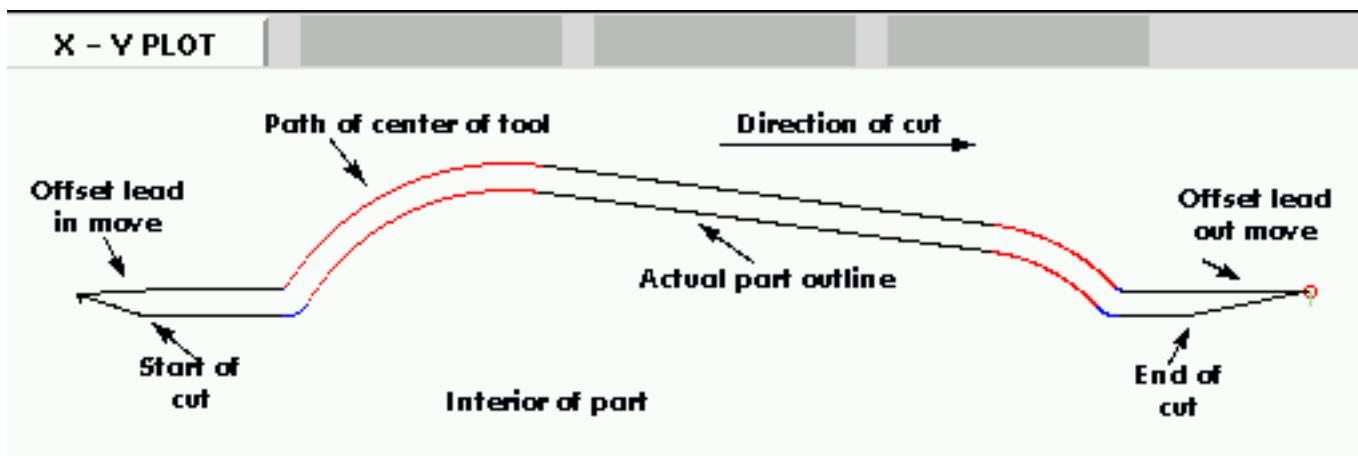 X - Y PLOT
Path of center of tool
Direction of cut
Offset lead
in move
Offset lead
out move
Actual part outline
Start of
cut
Interior of part
End of
cut